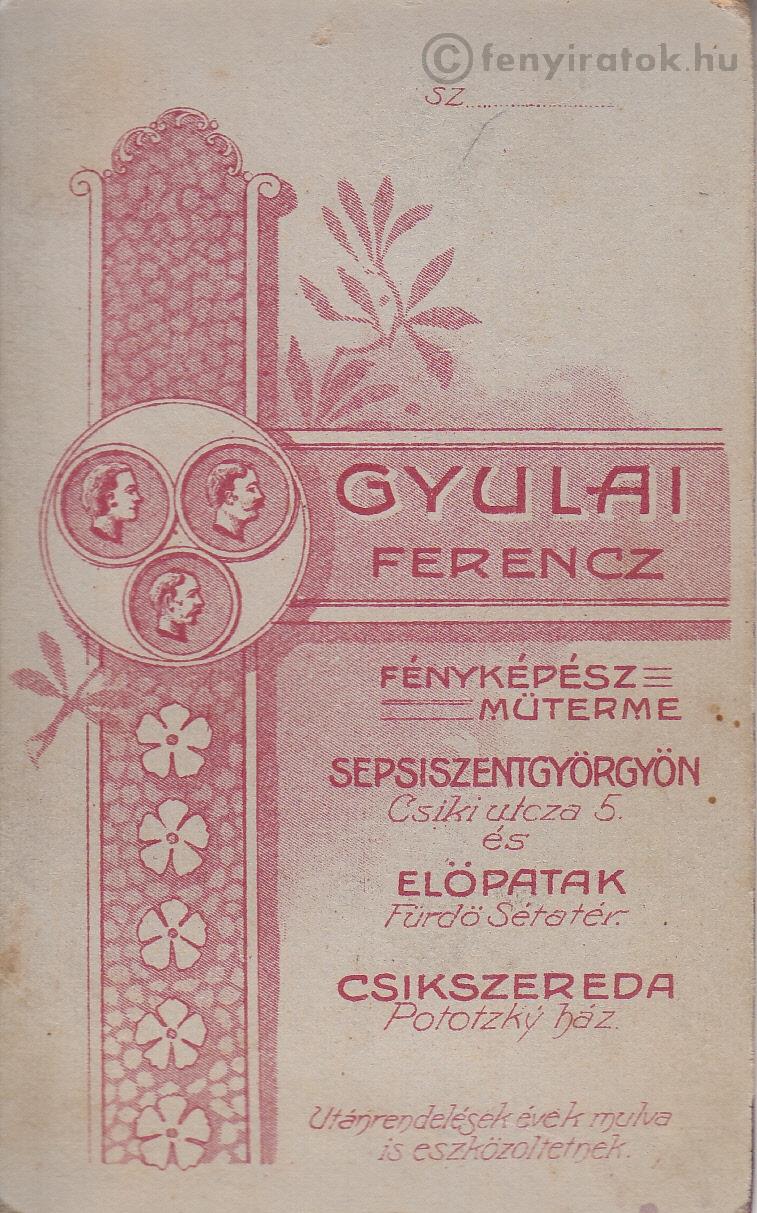 ©fenyiratok.hu
SZ....................
GYULAI
FERENCZ
FÉNYKÉPÉSZ
MÜTERME
SEPSISZENTGYÖRGYÖN
Csiki utcza 5.
és
ELÖPATAK
Fürdö Sétatér.
CSIKSZEREDA
Pototzký ház.
Utánrendelések évek mulva
is eszközöltetnek.